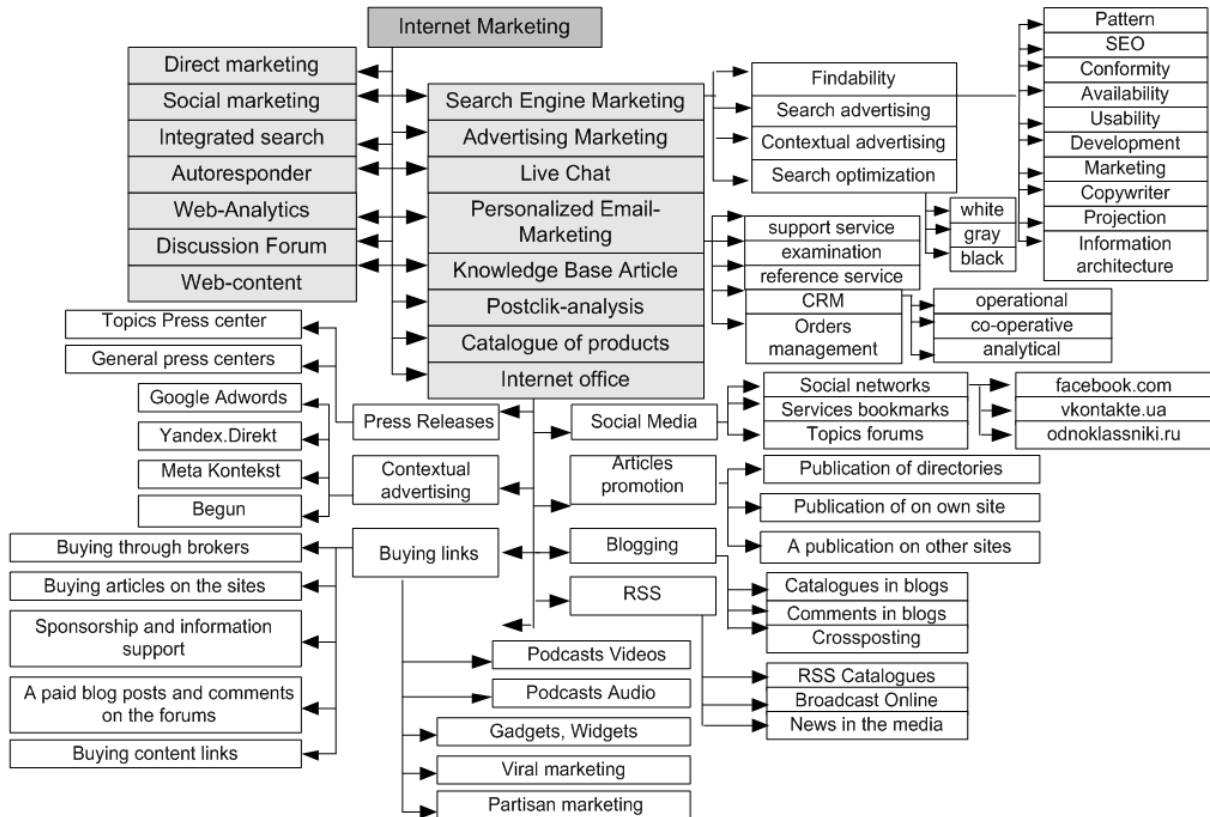 Internet Marketing
Direct marketing
Social marketing
Integrated search
Autoresponder
Web-Analytics
Discussion Forum
Web-content
Search Engine Marketing
Advertising Marketing
Live Chat
Personalized Email-
Marketing
Knowledge Base Article
Postclik-analysis
Catalogue of products
Internet office
Findability
Search advertising
Contextual advertising
Search optimization
Pattern
SEO
Conformity
Availability
Usability
Development
Marketing
Copywriter
Projection
Information
architecture
white
gray
black
support service
examination
reference service
CRM
Orders
management
operational
co-operative
analytical
Topics Press center
General press centers
Google Adwords
Yandex.Direkt
Meta Kontekst
Begun
Press Releases
Contextual
advertising
Buying links
Social Media
Articles
promotion
Blogging
RSS
Social networks
Services bookmarks
Topics forums
facebook.com
vkontakte.ua
odnoklassniki.ru
Publication of directories
Publication of on own site
A publication on other sites
Catalogues in blogs
Comments in blogs
Crossposting
RSS Catalogues
Broadcast Online
News in the media
Buying through brokers
Buying articles on the sites
Sponsorship and information
support
A paid blog posts and comments
on the forums
Buying content links
Podcasts Videos
Podcasts Audio
Gadgets, Widgets
Viral marketing
Partisan marketing